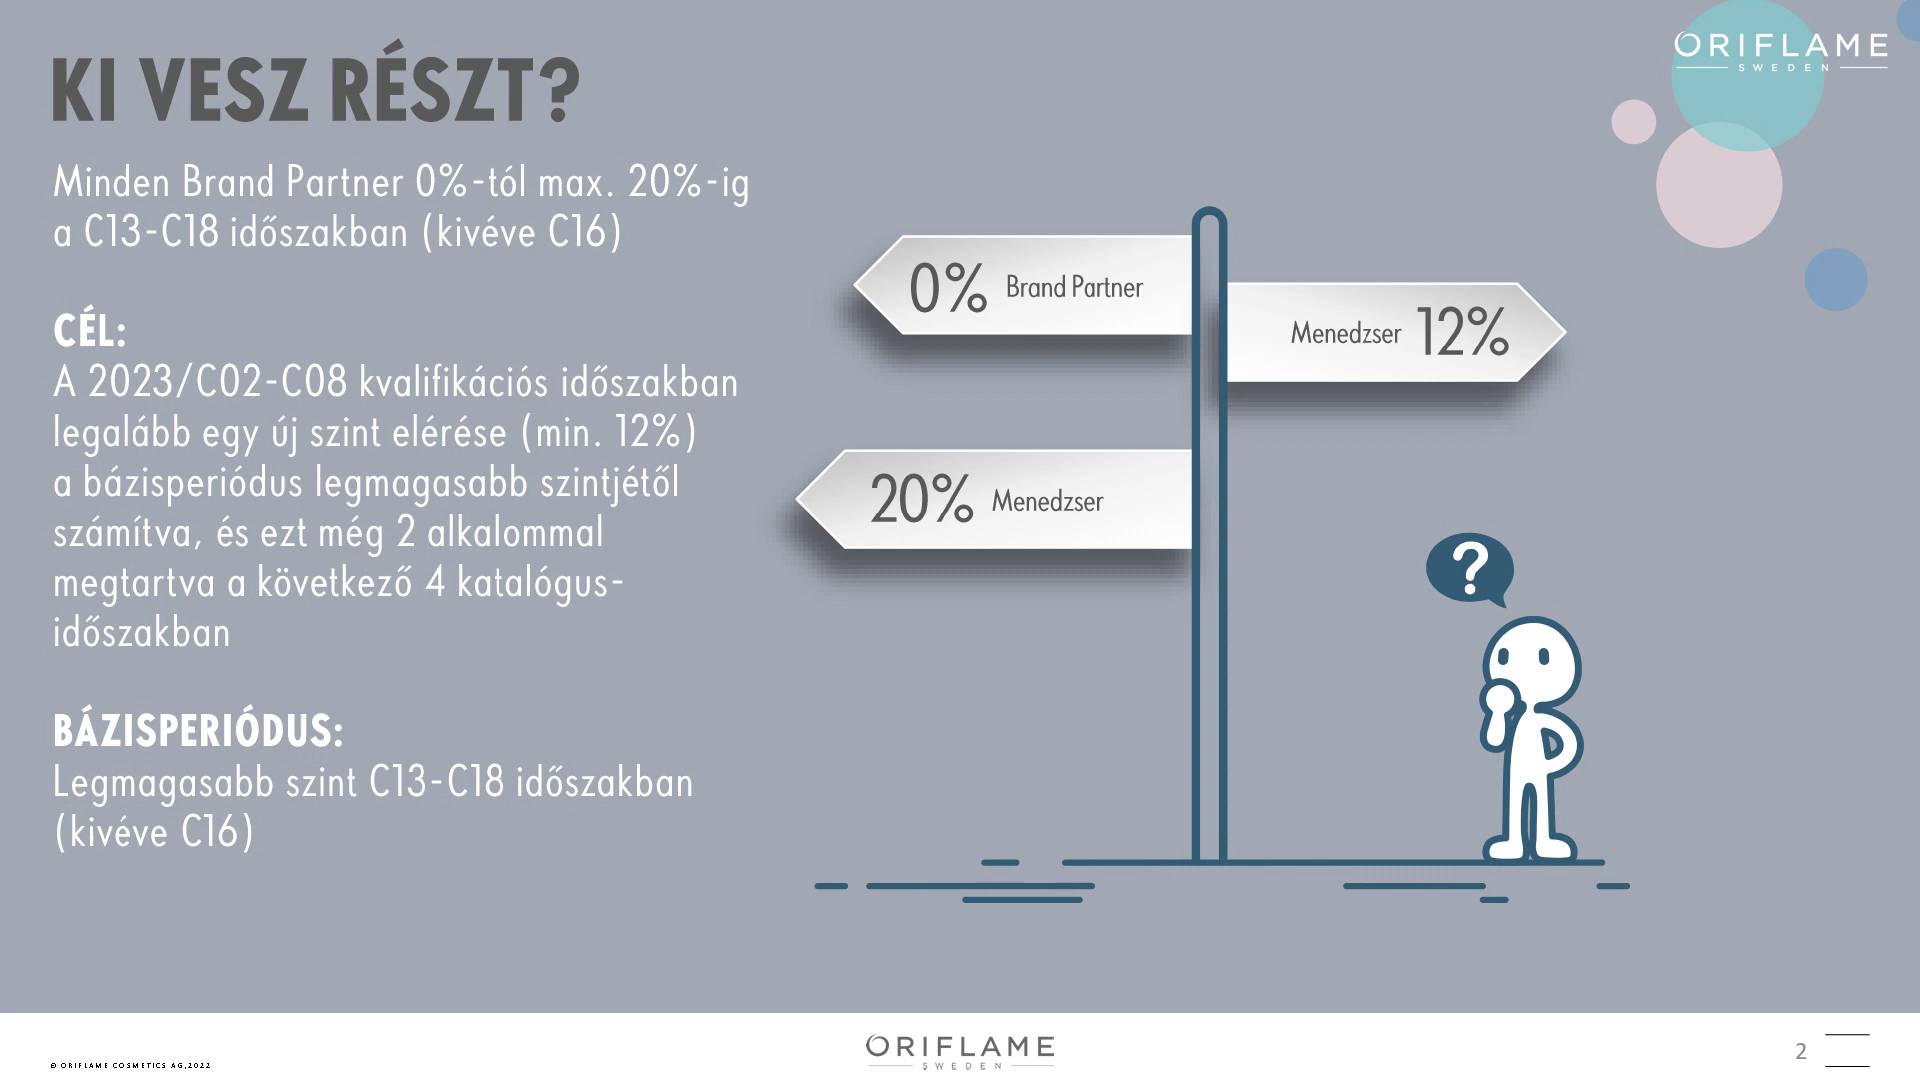 KI VESZ RÉSZT?
Minden Brand Partner 0%-tól max. 20%-ig
a C13-C18 időszakban (kivéve C16)
CÉL:
A 2023/C02-C08 kvalifikációs időszakban
legalább egy új szint elérése (min. 12%)
a bázisperiódus legmagasabb szintjétől
számítva, és ezt még 2 alkalommal
megtartva a következő 4 katalógus-
időszakban
BÁZISPERIÓDUS:
Legmagasabb szint C13-C18 időszakban
(kivéve C16)
0% Brand Partner
Menedzser 12%
20% Menedzser
?
ORIFLAME
SWEDEN
© ORIFLAME COSMETICS AG,2022
ORIFLAME
SWEDEN
2